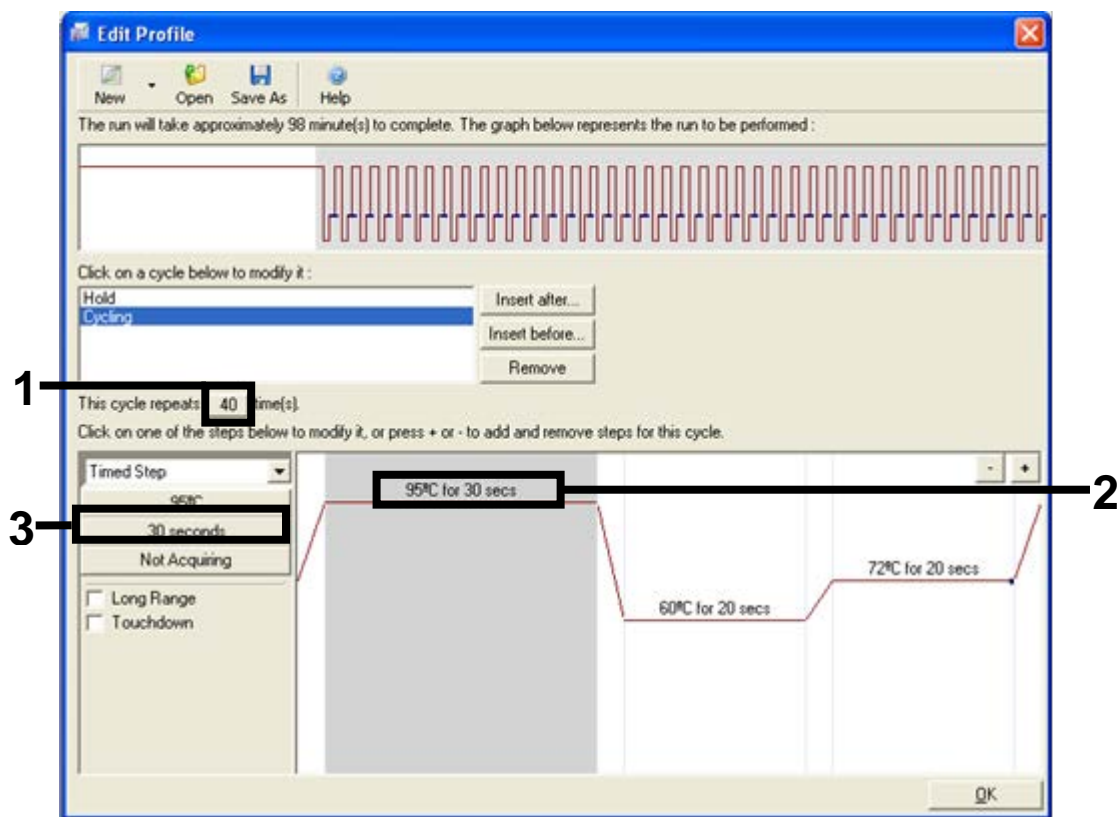 Edit Profile
New Open Save As Help
The run will take approximately 98 minute(s) to complete. The graph below represents the run to be performed :
Click on a cycle below to modify it :
Hold
Cycling
Insert after...
Insert before...
Remove
1
This cycle repeats 40 time(s).
Click on one of the steps below to modify it, or press + or - to add and remove steps for this cycle.
Timed Step
- +
95ºC
30 seconds
Not Acquiring
Long Range
Touchdown
95ºC for 30 secs
2
3
60ºC for 20 secs
72ºC for 20 secs
OK